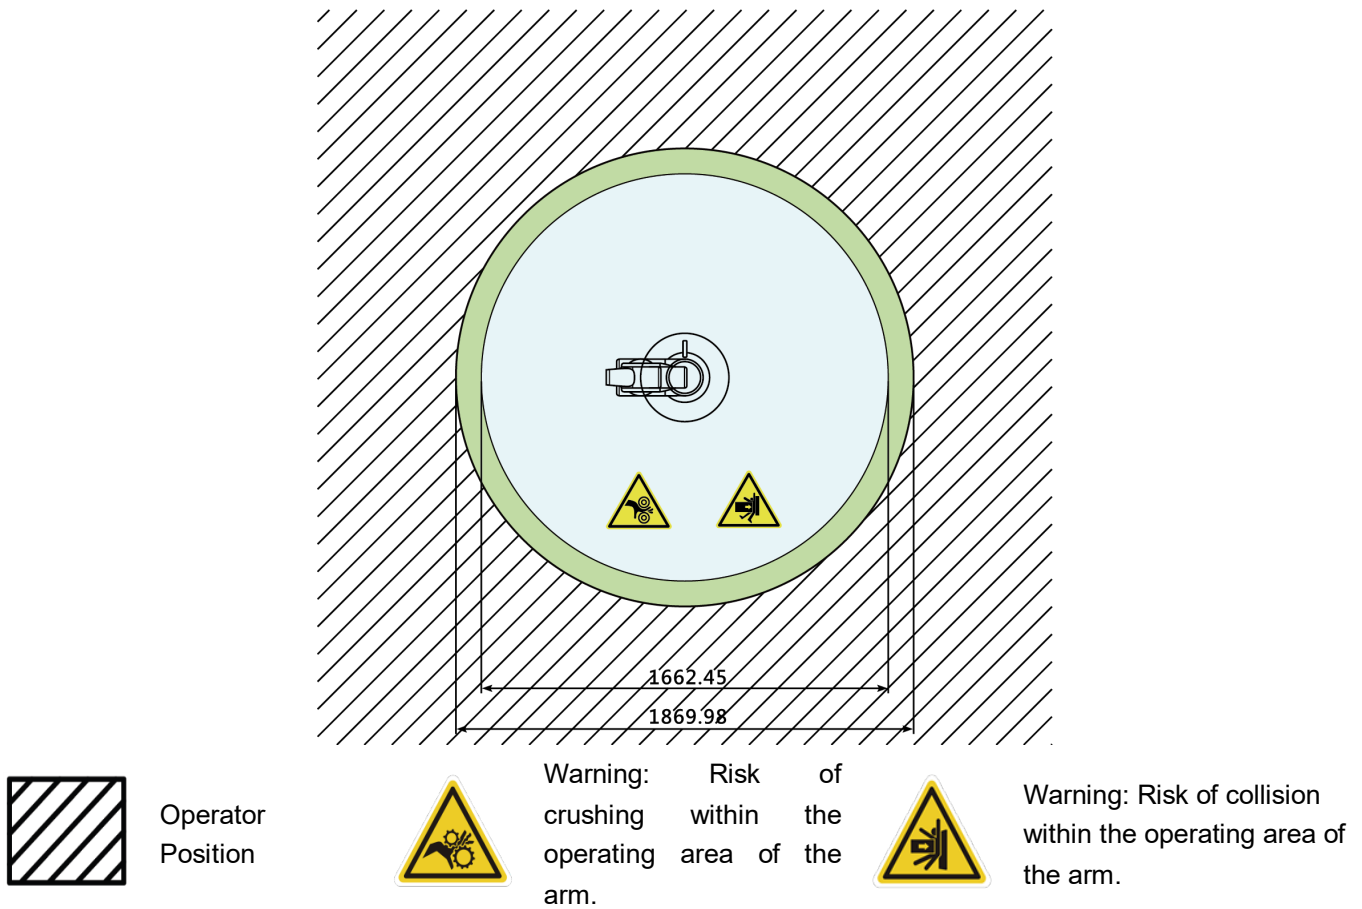 1662.45
1869.98
Operator
Position
Warning: Risk of
crushing within the
operating area of the
arm.
Warning: Risk of collision
within the operating area of
the arm.